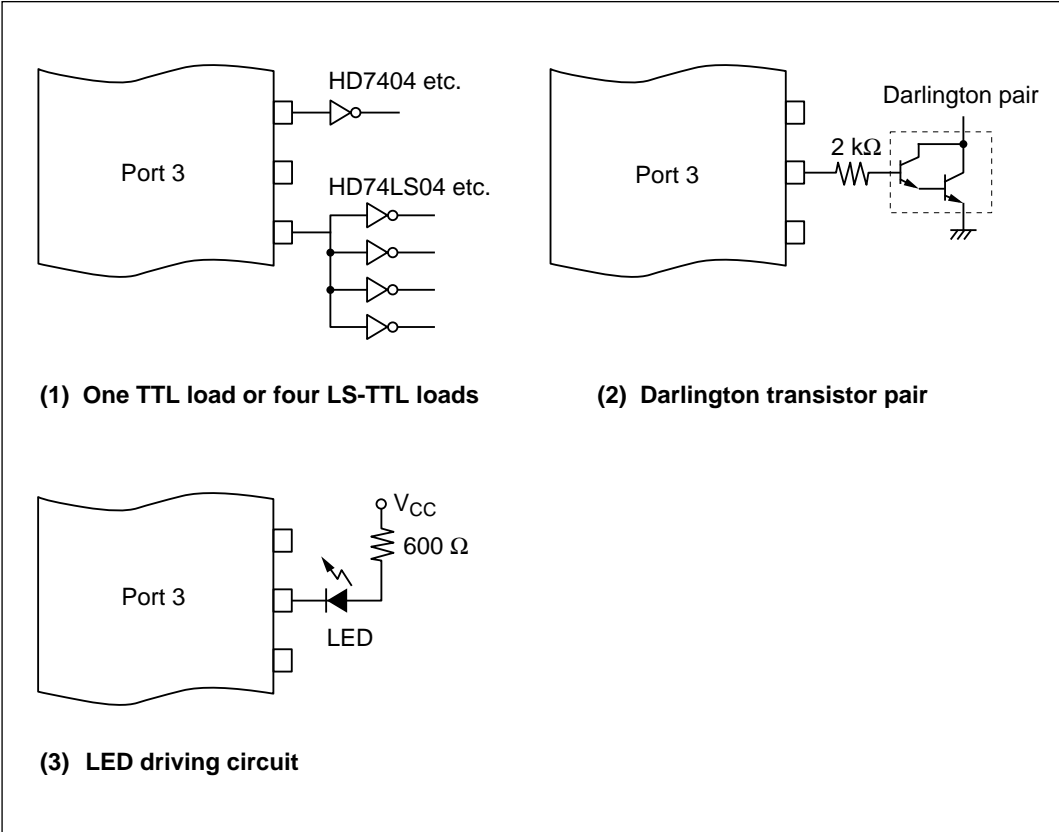 HD7404 etc.
Port 3
HD74LS04 etc.
(1) One TTL load or four LS-TTL loads
Darlington pair
2 kΩ
Port 3
(2) Darlington transistor pair
VCC
600 Ω
Port 3
LED
(3) LED driving circuit